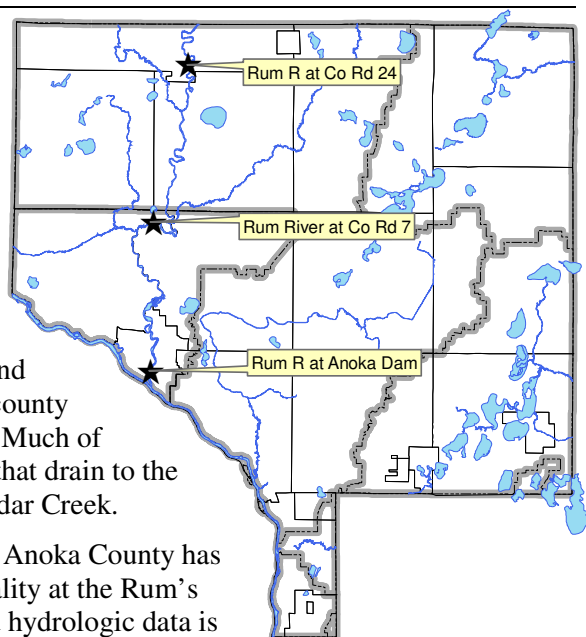 Rum R at Co Rd 24
Rum River at Co Rd 7
Rum R at Anoka Dam
nd
county
Much of
that drain to the
dar Creek.
Anoka County has
ality at the Rum's
hydrologic data is